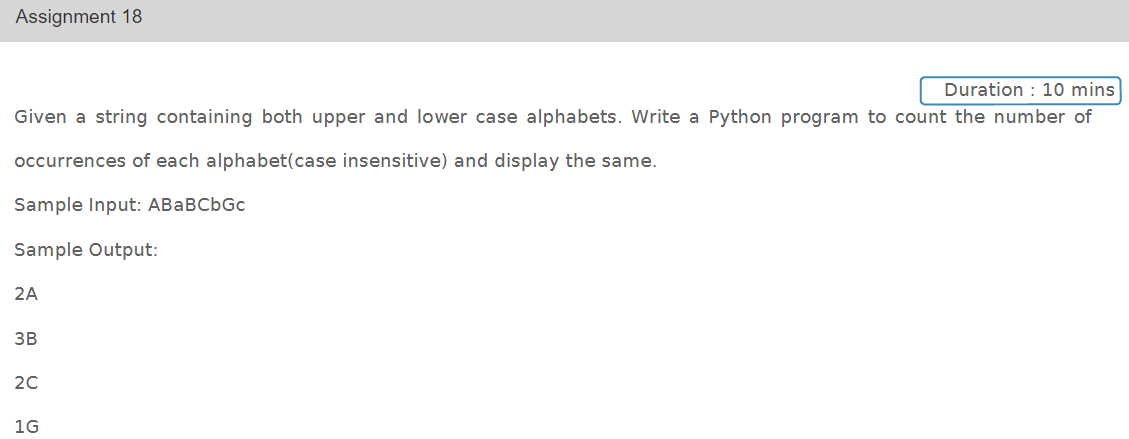 Assignment 18
Duration : 10 mins
Given a string containing both upper and lower case alphabets. Write a Python program to count the number of
occurrences of each alphabet(case insensitive) and display the same.
Sample Input: ABaBCbGc
Sample Output:
2A
3B
2C
1G